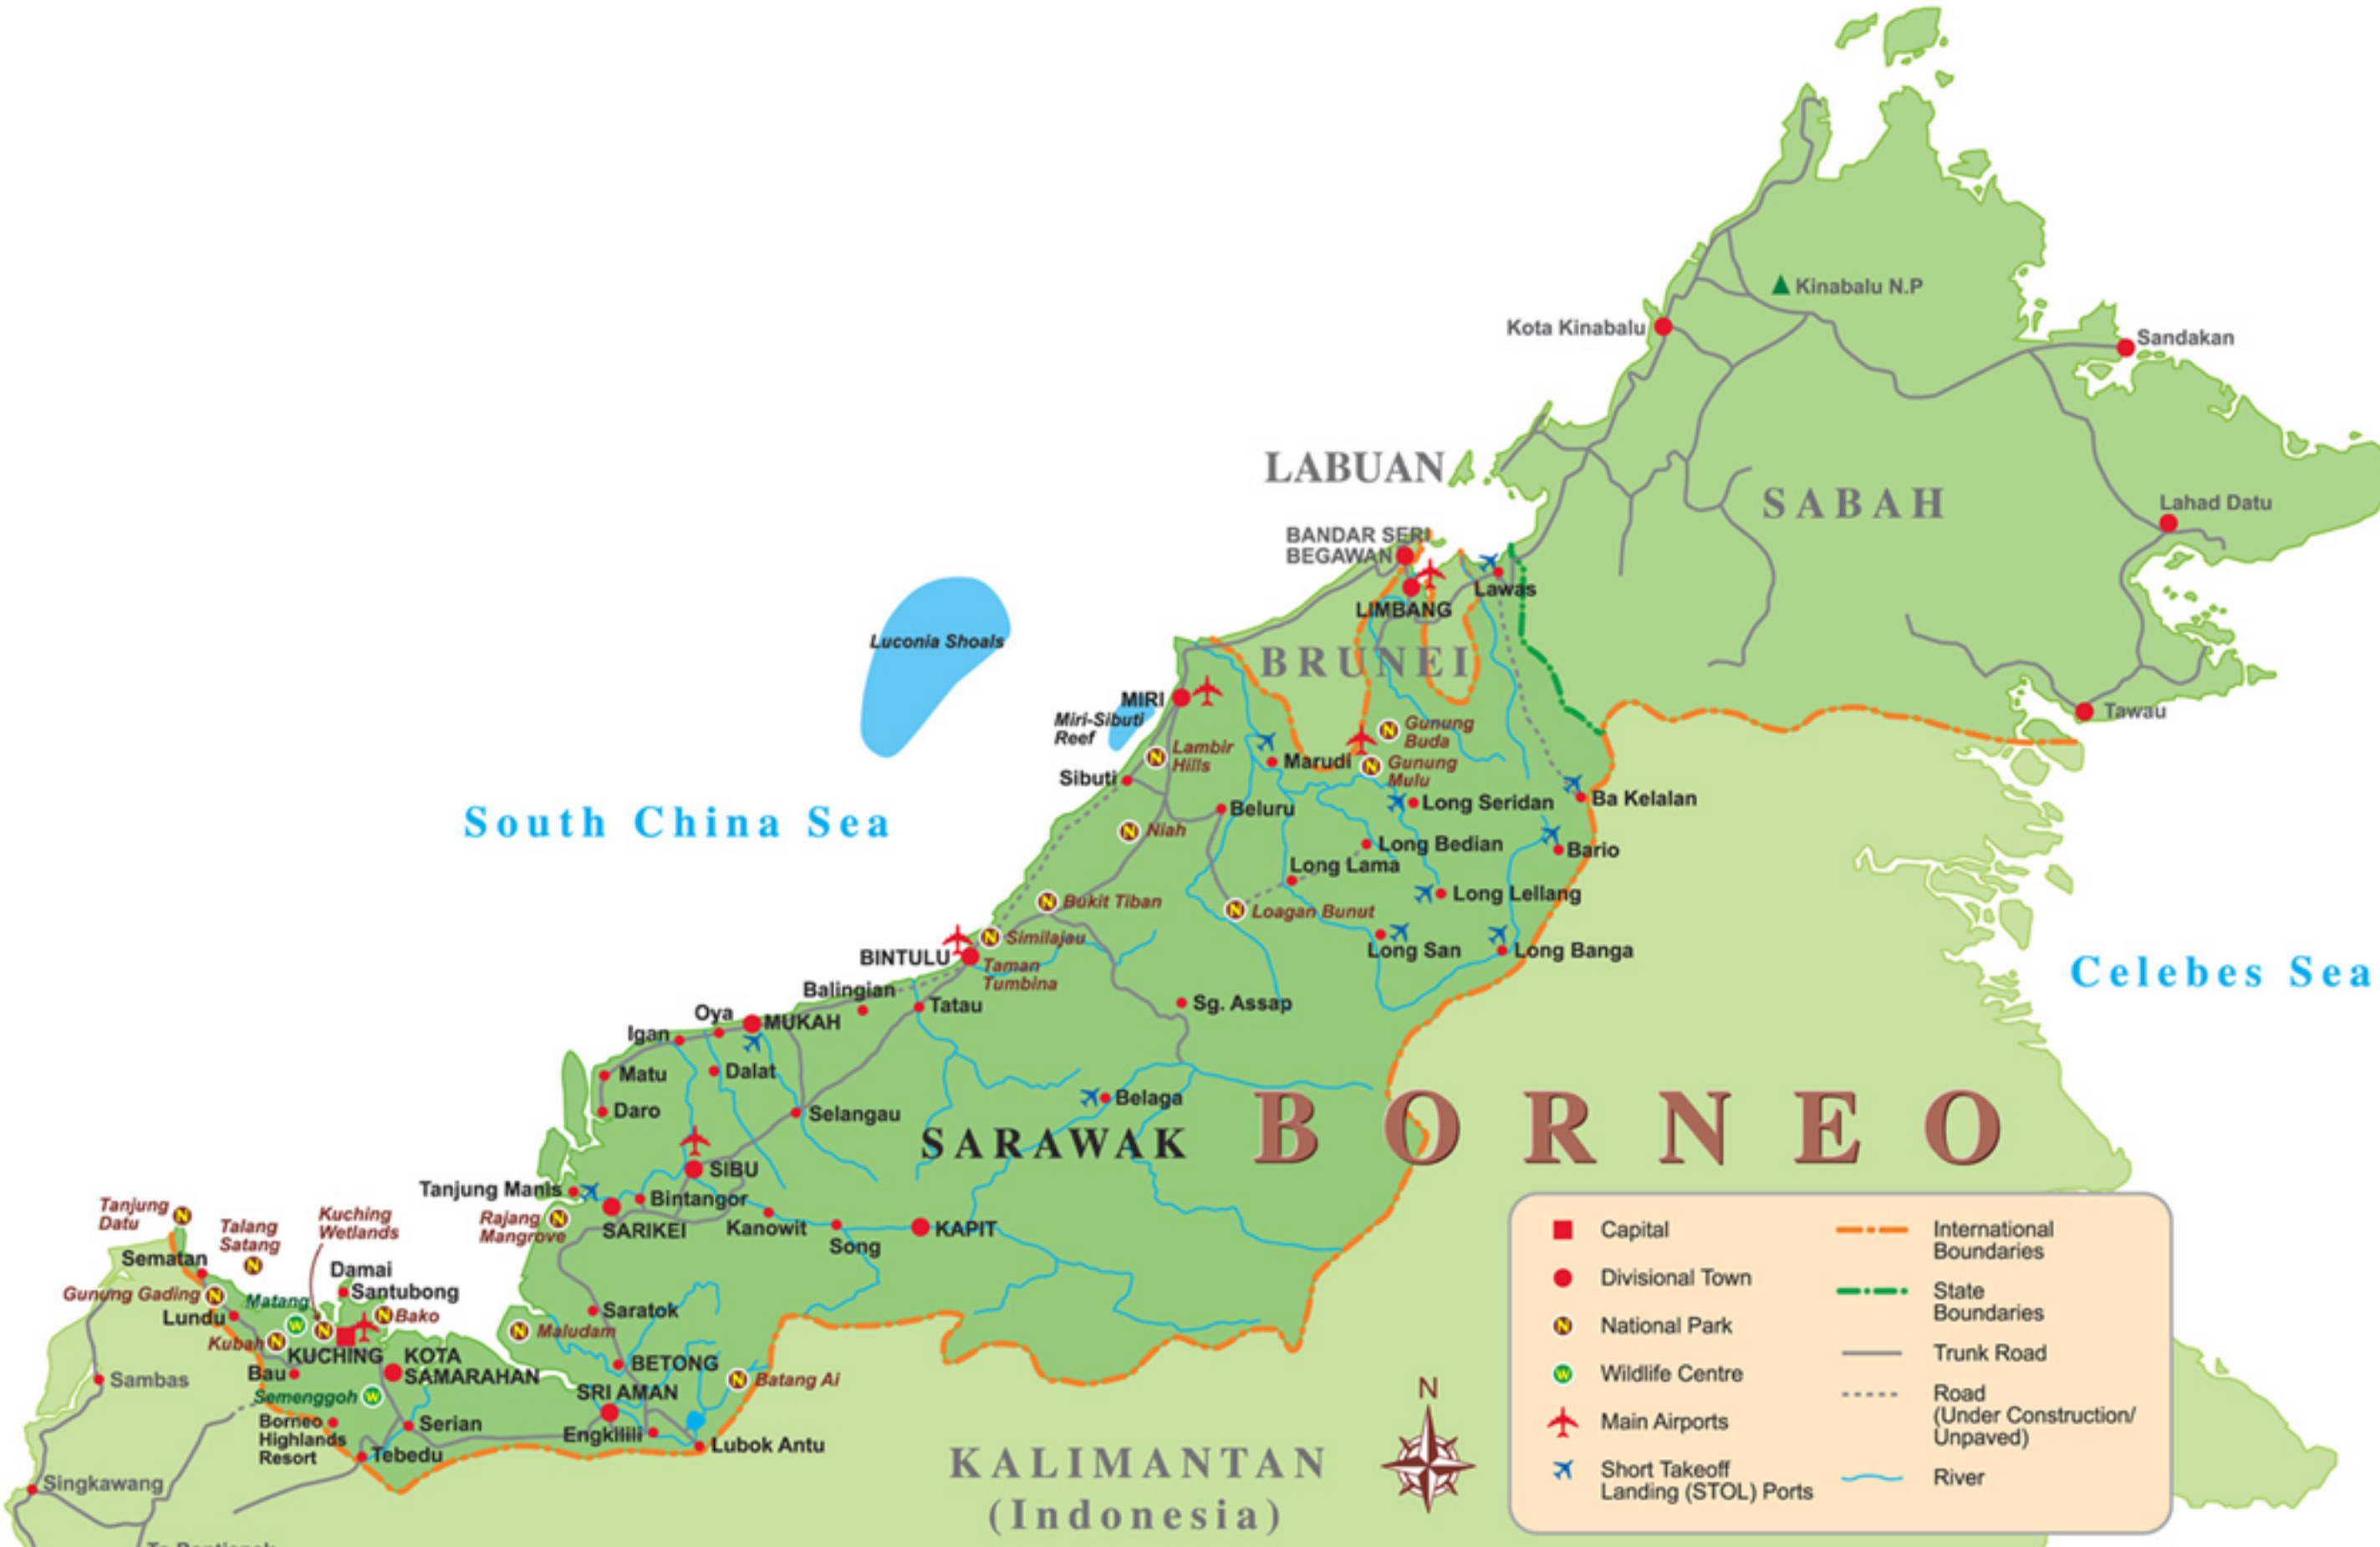 Kinabalu N.P
Kota Kinabalu
Sandakan
LABUAN
SABAH
Lahad Datu
BANDAR SERI
BEGAWAN
Lawas
LIMBANG
Luconia Shoals
BRUNEI
MIRI
Miri-Sibuti
Reef
Tawau
Gunung
Buda
Lambir
Hills
Marudi
Gunung
Mulu
Sibuti
South China Sea
Beluru
Long Seridan
Ba Kelalan
Niah
Long Bedian
Bario
Long Lama
Long Lellang
Bukit Tiban
Loagan Bunut
Similajau
BINTULU
Long San
Long Banga
Taman
Tumbina
Celebes Sea
Balingian
Tatau
Sg. Assap
Oya
MUKAH
Igan
Matu
Dalat
Daro
Selangau
Belaga
SARAWAK
BORNEO
SIBU
Tanjung Manis
Bintangor
Rajang
Mangrove
SARIKEI
Kanowit
Song
KAPIT
Tanjung
Datu
Talang
Satang
Kuching
Wetlands
Sematan
Damai
Santubong
Gunung Gading
Matang
Bako
Lundu
Kubah
KUCHING
KOTA
SAMARAHAN
Saratok
Maludam
BETONG
Batang Ai
Sambas
Bau
Semenggoh
SRI AMAN
Borneo
Highlands
Resort
Serian
Engkilili
Lubok Antu
Tebedu
Singkawang
KALIMANTAN
(Indonesia)
N
Capital
Divisional Town
National Park
Wildlife Centre
Main Airports
Short Takeoff
Landing (STOL) Ports
International
Boundaries
State
Boundaries
Trunk Road
Road
(Under Construction/
Unpaved)
River